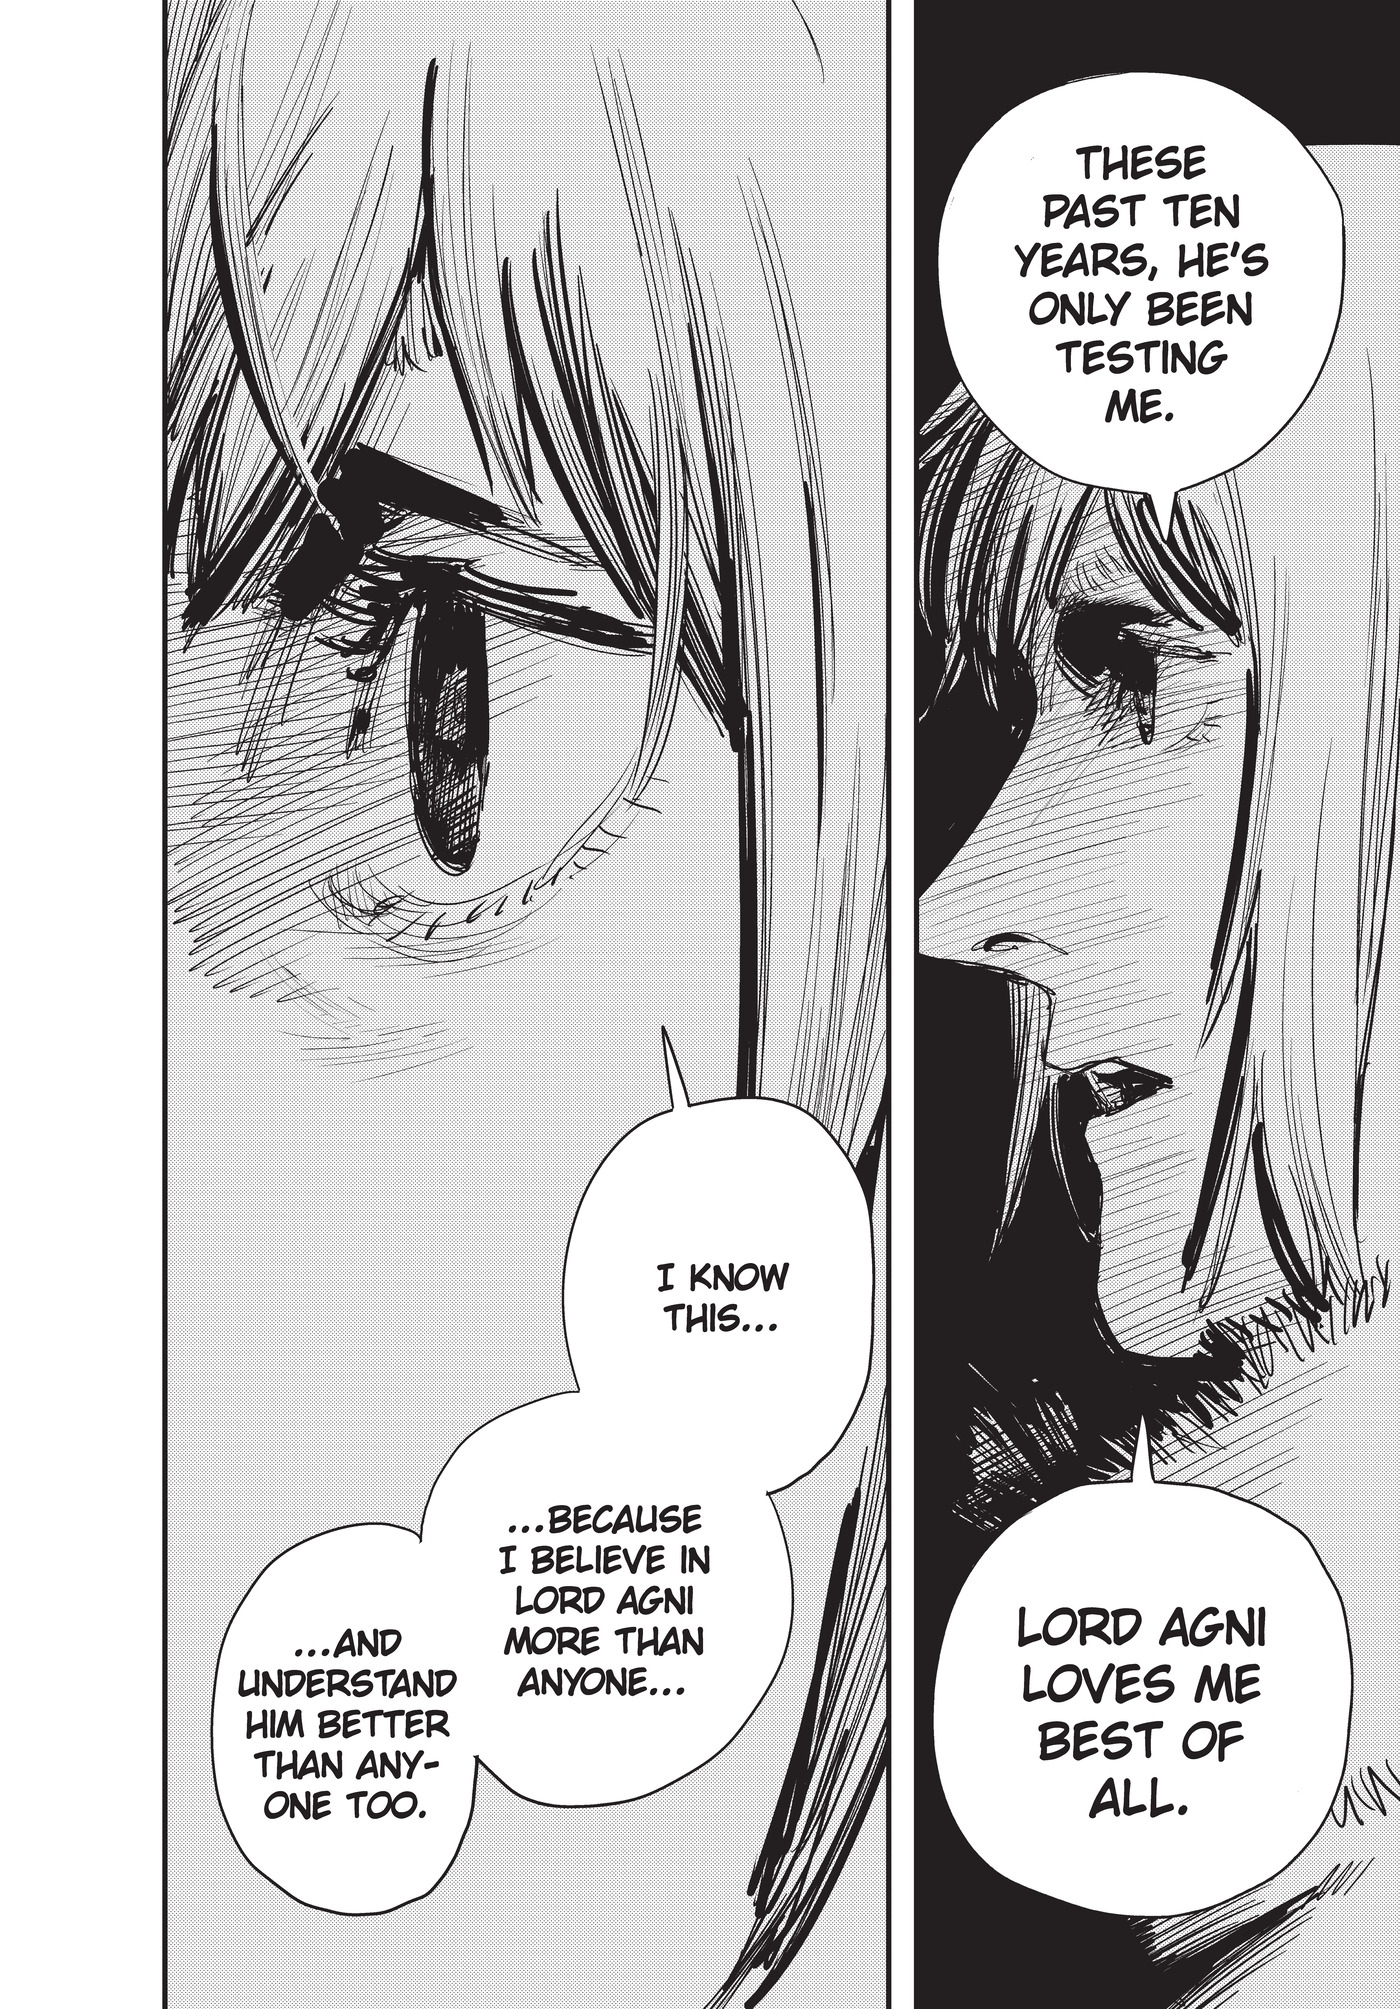 THESE
PAST TEN
YEARS, HE'S
ONLY BEEN
TESTING
ME.
LORD AGNI
LOVES ME
BEST OF
ALL.
I KNOW
THIS...
...BECAUSE
I BELIEVE IN
LORD AGNI
MORE THAN
ANYONE...
...AND
UNDERSTAND
HIM BETTER
THAN ANY-
ONE TOO.